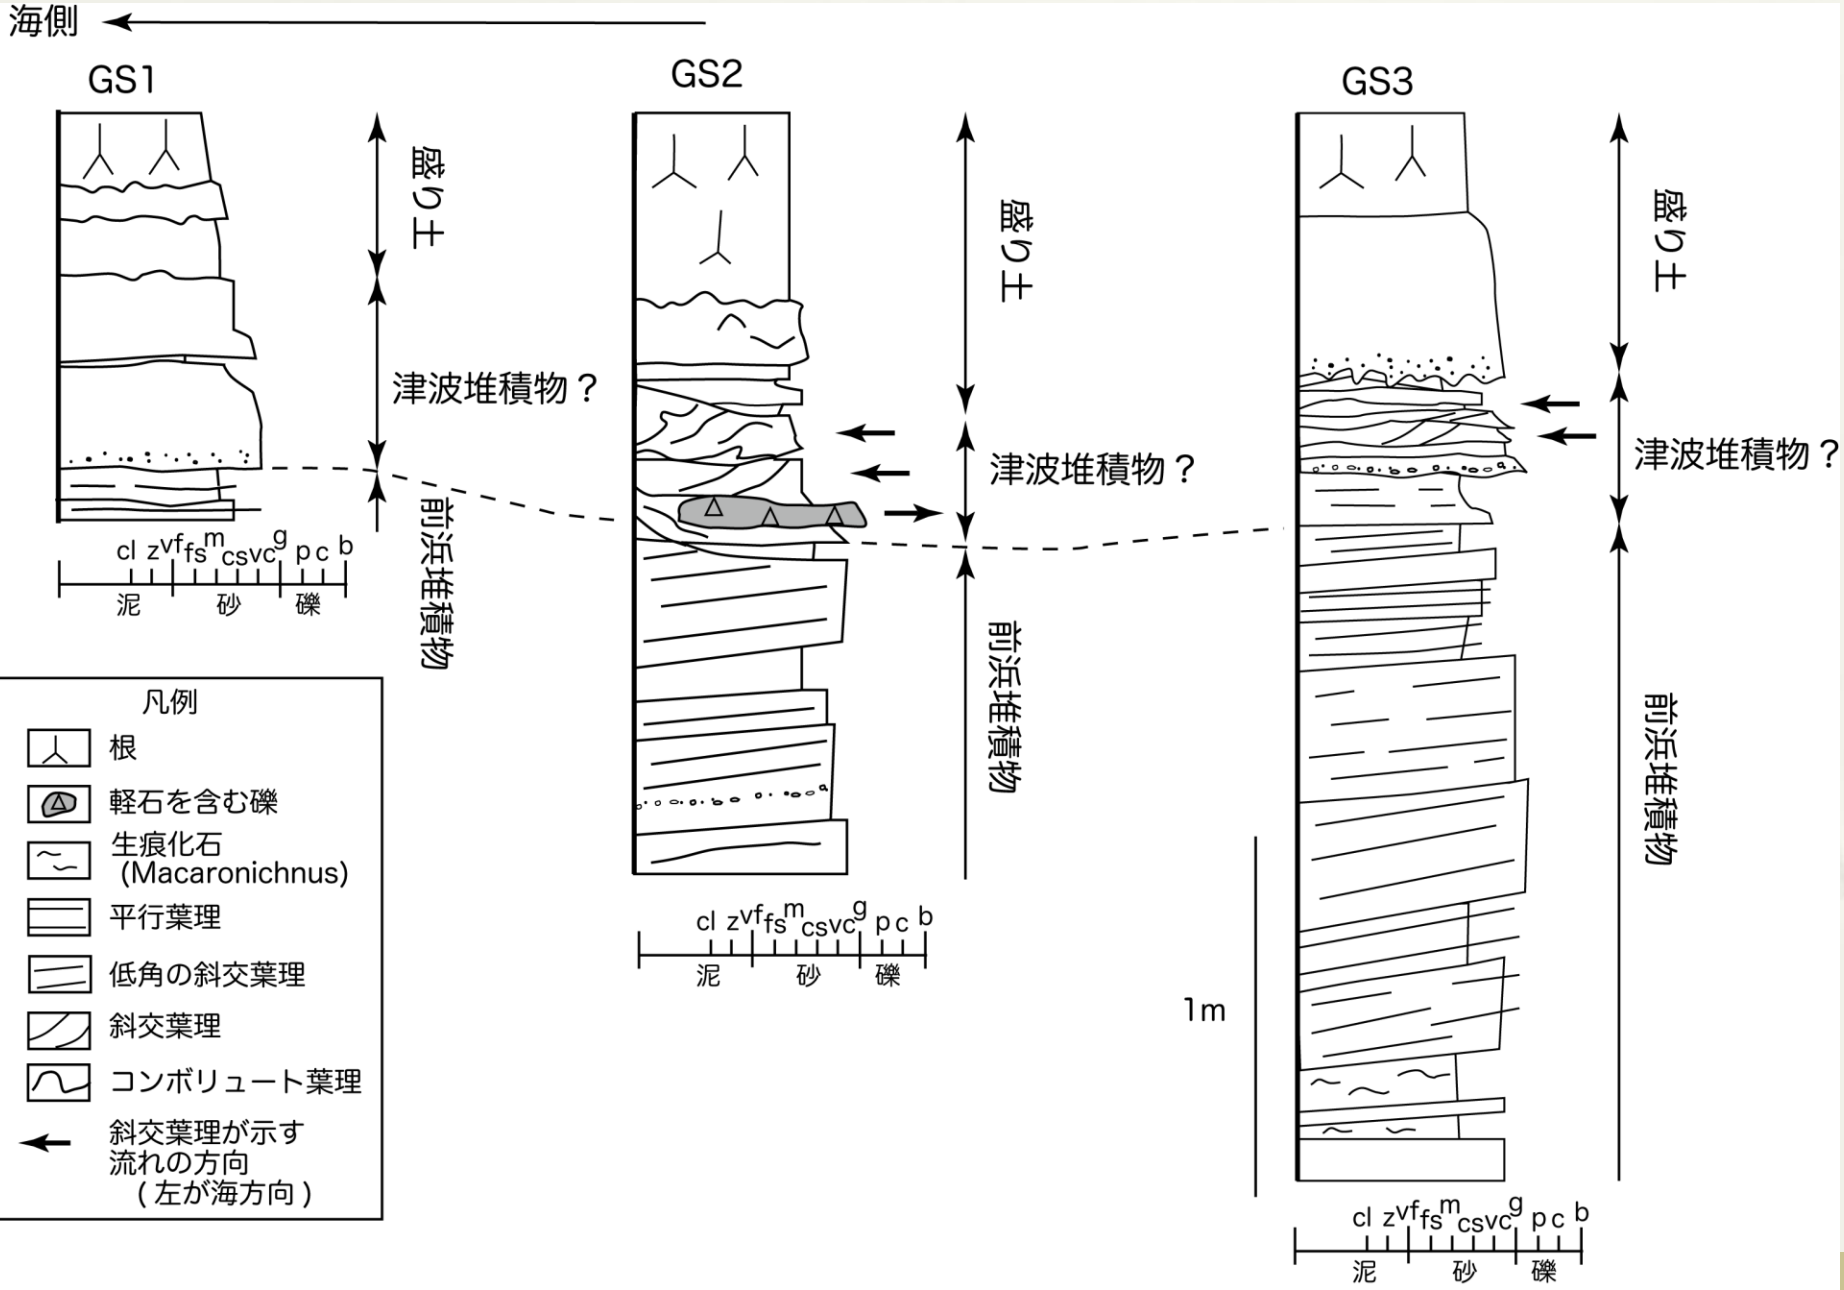 海側
GS1
GS2
GS3
盛り土
津波堆積物？
前浜堆積物
cl z vf fs m cs vc g p c b
泥 砂 礫
盛り土
津波堆積物？
前浜堆積物
cl z vf fs m cs vc g p c b
泥 砂 礫
盛り土
津波堆積物？
前浜堆積物
1m
cl z vf fs m cs vc g p c b
泥 砂 礫
凡例
根
軽石を含む礫
生痕化石
(Macaronichnus)
平行葉理
低角の斜交葉理
斜交葉理
コンボリュート葉理
斜交葉理が示す
流れの方向
(左が海方向)